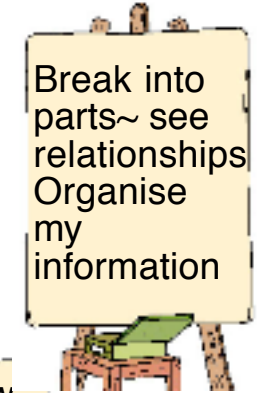 Break into
parts~ see
relationships
Organise
my
information